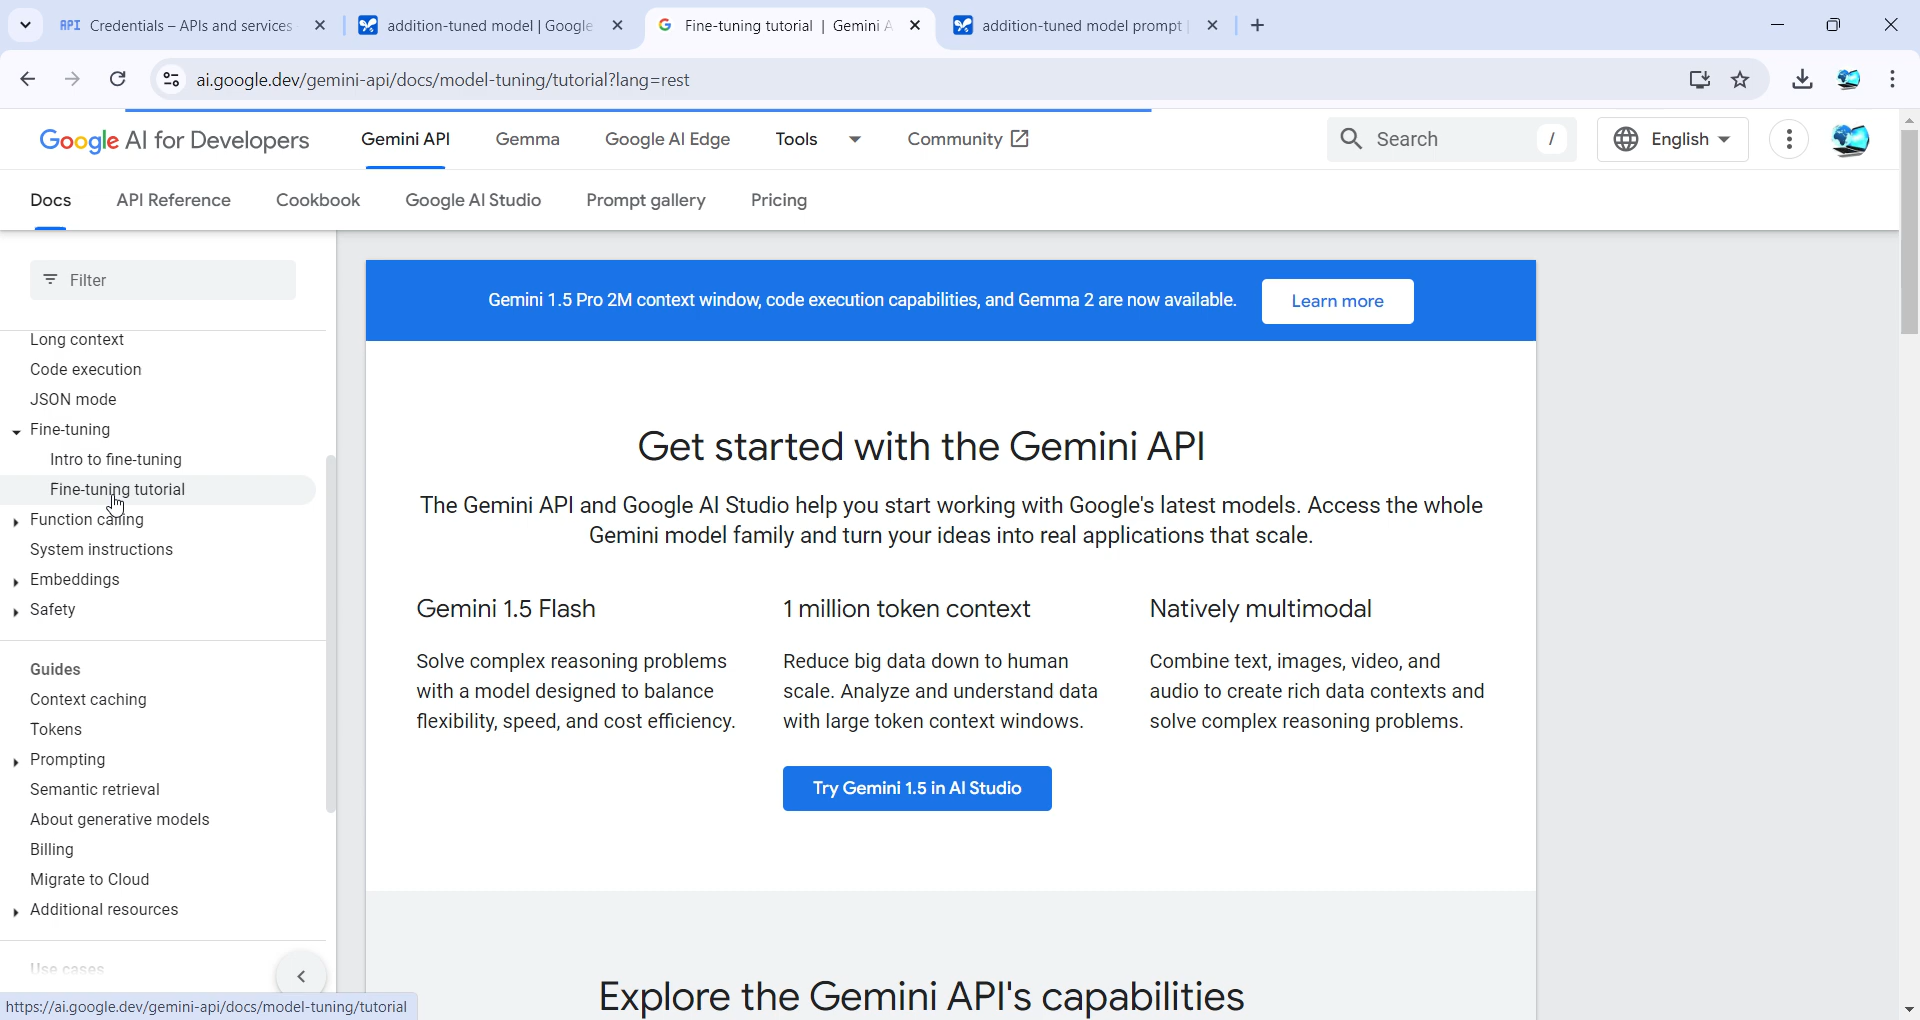 API Credentials – APIs and services
addition-tuned model | Google
Fine-tuning tutorial | Gemini A
addition-tuned model prompt |
ai.google.dev/gemini-api/docs/model-tuning/tutorial?lang=rest
Google AI for Developers
Gemini API
Gemma
Google AI Edge
Tools
Community
Search
/
English
Docs
API Reference
Cookbook
Google AI Studio
Prompt gallery
Pricing
Filter
Long context
Code execution
JSON mode
Fine-tuning
Intro to fine-tuning
Fine-tuning tutorial
Function calling
System instructions
Embeddings
Safety
Guides
Context caching
Tokens
Prompting
Semantic retrieval
About generative models
Billing
Migrate to Cloud
Additional resources
Use cases
https://ai.google.dev/gemini-api/docs/model-tuning/tutorial
Gemini 1.5 Pro 2M context window, code execution capabilities, and Gemma 2 are now available.
Learn more
Get started with the Gemini API
The Gemini API and Google AI Studio help you start working with Google's latest models. Access the whole
Gemini model family and turn your ideas into real applications that scale.
Gemini 1.5 Flash
Solve complex reasoning problems
with a model designed to balance
flexibility, speed, and cost efficiency.
1 million token context
Reduce big data down to human
scale. Analyze and understand data
with large token context windows.
Natively multimodal
Combine text, images, video, and
audio to create rich data contexts and
solve complex reasoning problems.
Try Gemini 1.5 in AI Studio
Explore the Gemini API's capabilities